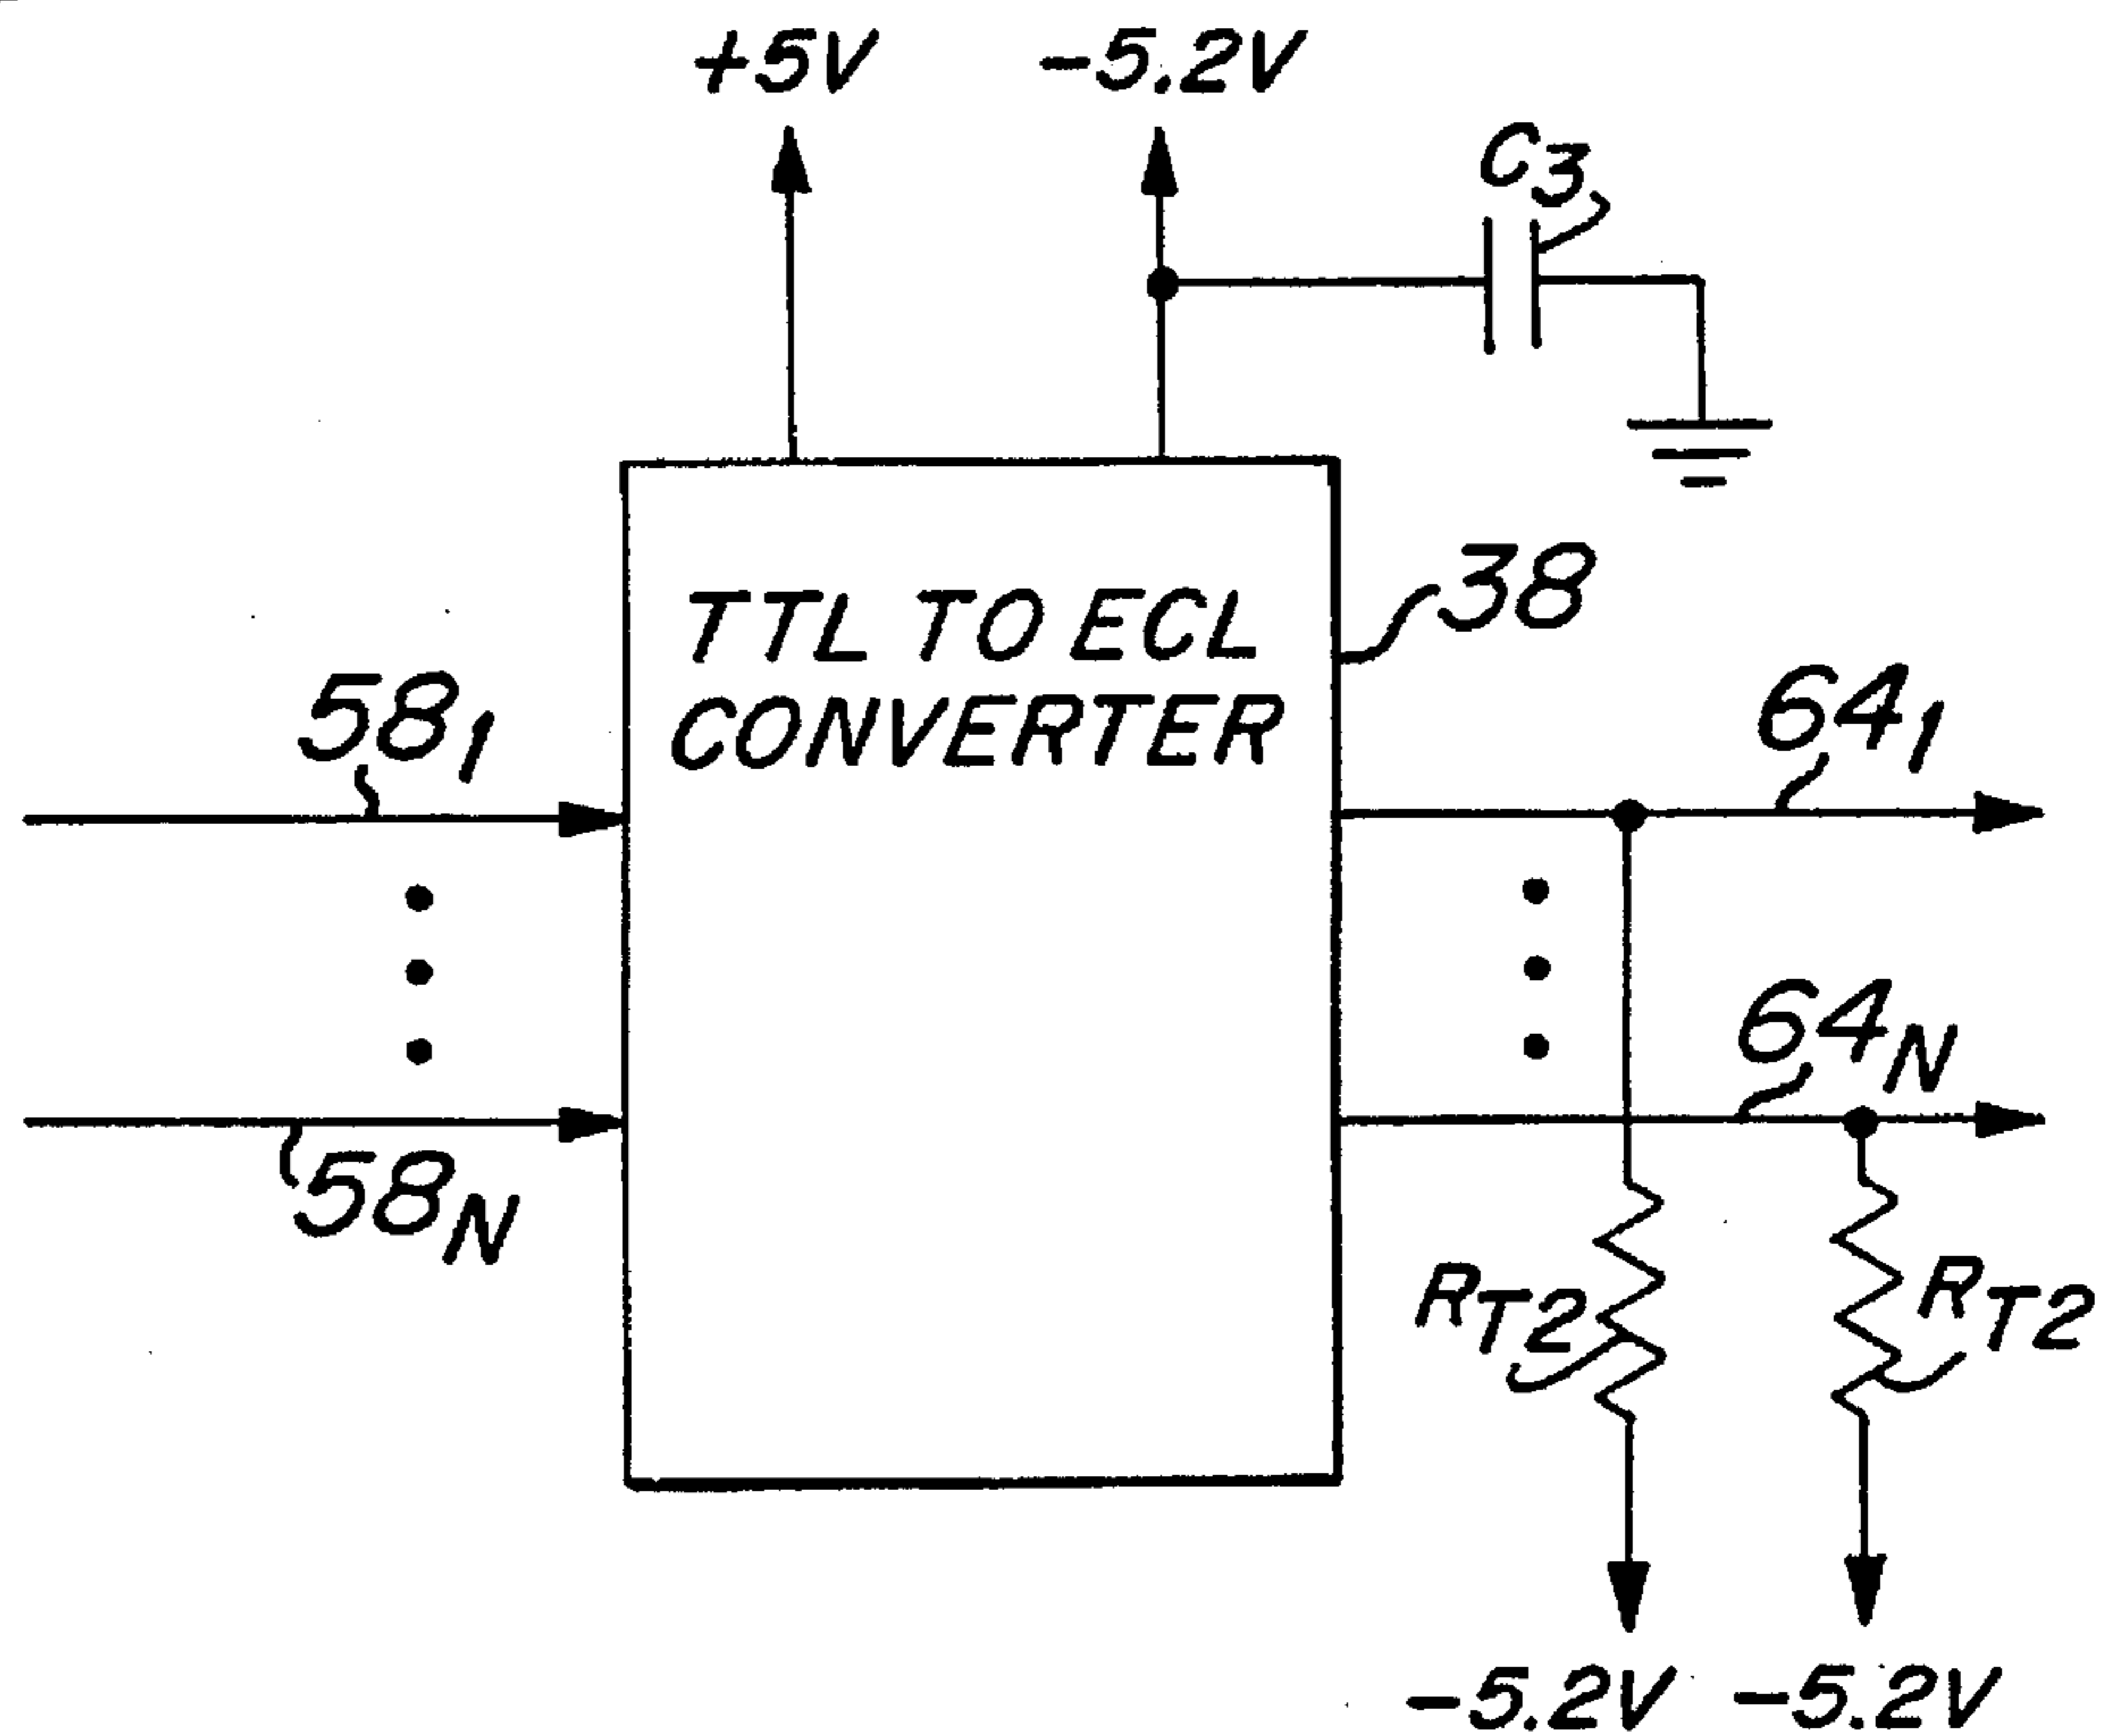 +5V
-5.2V
C3
TTL TO ECL
CONVERTER
38
581
641
64N
58N
RT2
RT2
-5.2V
-5.2V